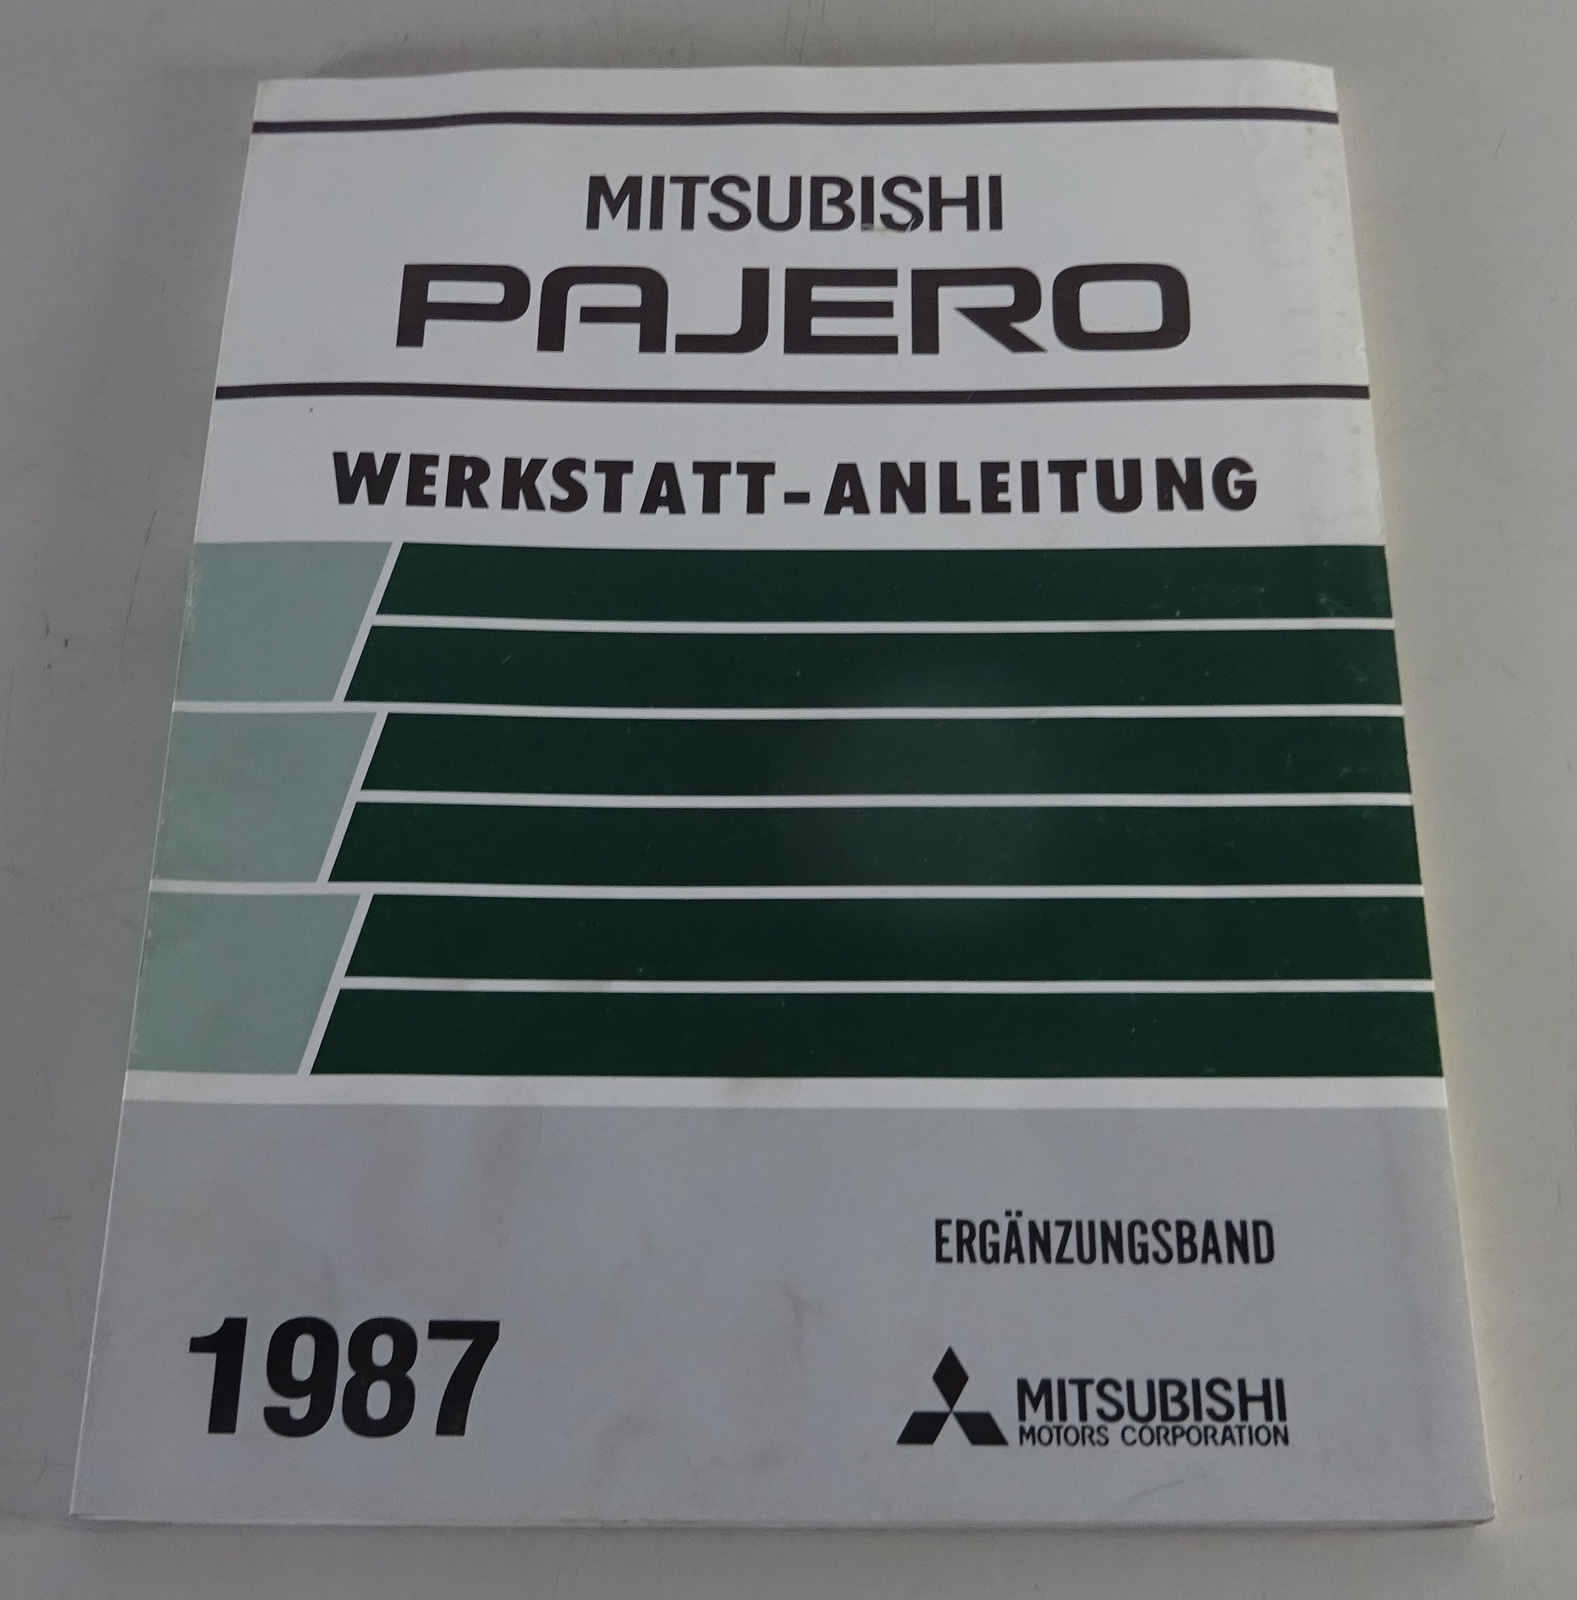 MITSUBISHI
PAJERO
WERKSTATT-ANLEITUNG
ERGÄNZUNGSBAND
1987
MITSUBISHI
MOTORS CORPORATION